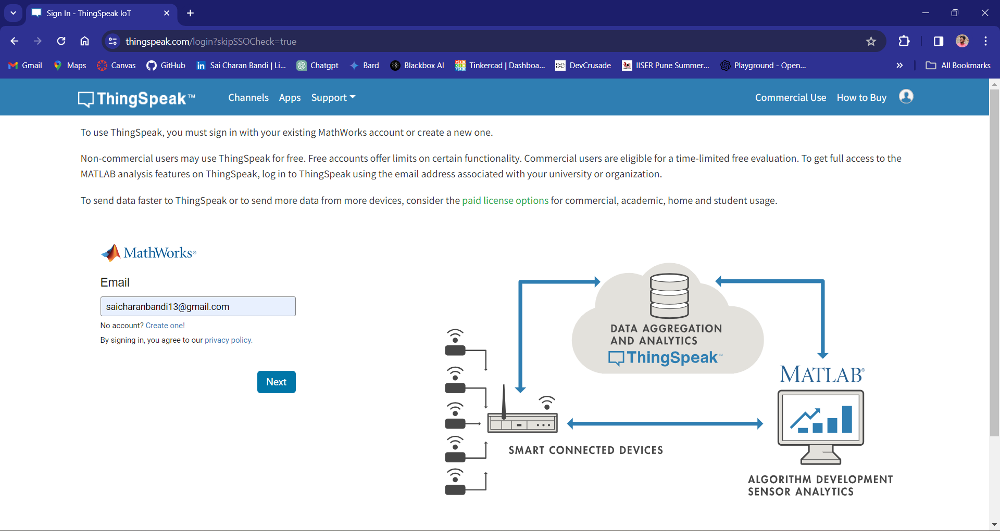 Sign In - ThingSpeak IoT
thingspeak.com/login?skipSSOCheck=true
Gmail Maps Canvas GitHub Sai Charan Bandi | Li... Chatgpt Bard Blackbox AI Tinkercad | Dashboa... DevCrusade IISER Pune Summer... Playground - Open... All Bookmarks
ThingSpeak™ Channels Apps Support Commercial Use How to Buy
To use ThingSpeak, you must sign in with your existing MathWorks account or create a new one.
Non-commercial users may use ThingSpeak for free. Free accounts offer limits on certain functionality. Commercial users are eligible for a time-limited free evaluation. To get full access to the
MATLAB analysis features on ThingSpeak, log in to ThingSpeak using the email address associated with your university or organization.
To send data faster to ThingSpeak or to send more data from more devices, consider the paid license options for commercial, academic, home and student usage.
MathWorks®
Email
saicharanbandi13@gmail.com
No account? Create one!
By signing in, you agree to our privacy policy.
Next
DATA AGGREGATION
AND ANALYTICS
ThingSpeak™
MATLAB®
SMART CONNECTED DEVICES
ALGORITHM DEVELOPMENT
SENSOR ANALYTICS